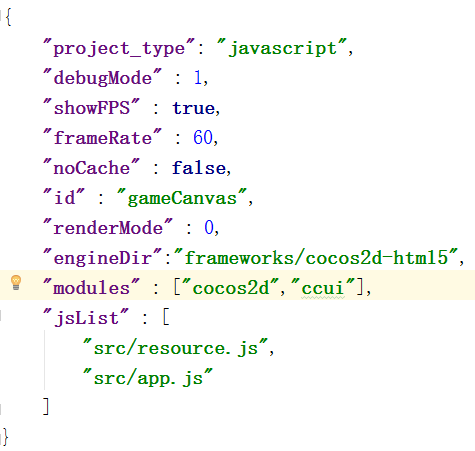 {
"project_type": "javascript",
"debugMode" : 1,
"showFPS" : true,
"frameRate" : 60,
"noCache" : false,
"id" : "gameCanvas",
"renderMode" : 0,
"engineDir":"frameworks/cocos2d-html5",
"modules" : ["cocos2d","ccui"],
"jsList" : [
"src/resource.js",
"src/app.js"
]
}